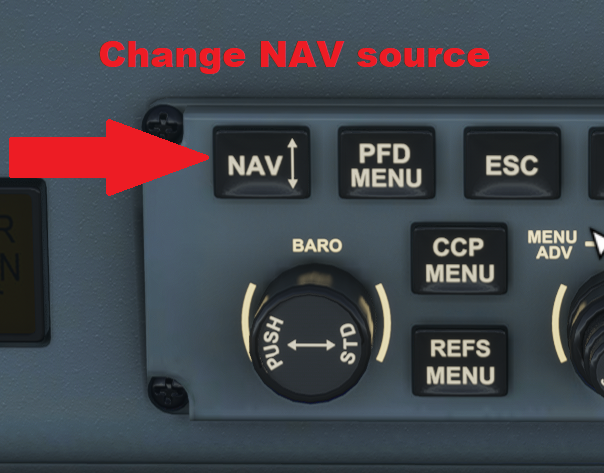 Change NAV source
NAV
PFD
MENU
ESC
BARO
CCP
MENU
MENU
ADV
PUSH
STD
REFS
MENU